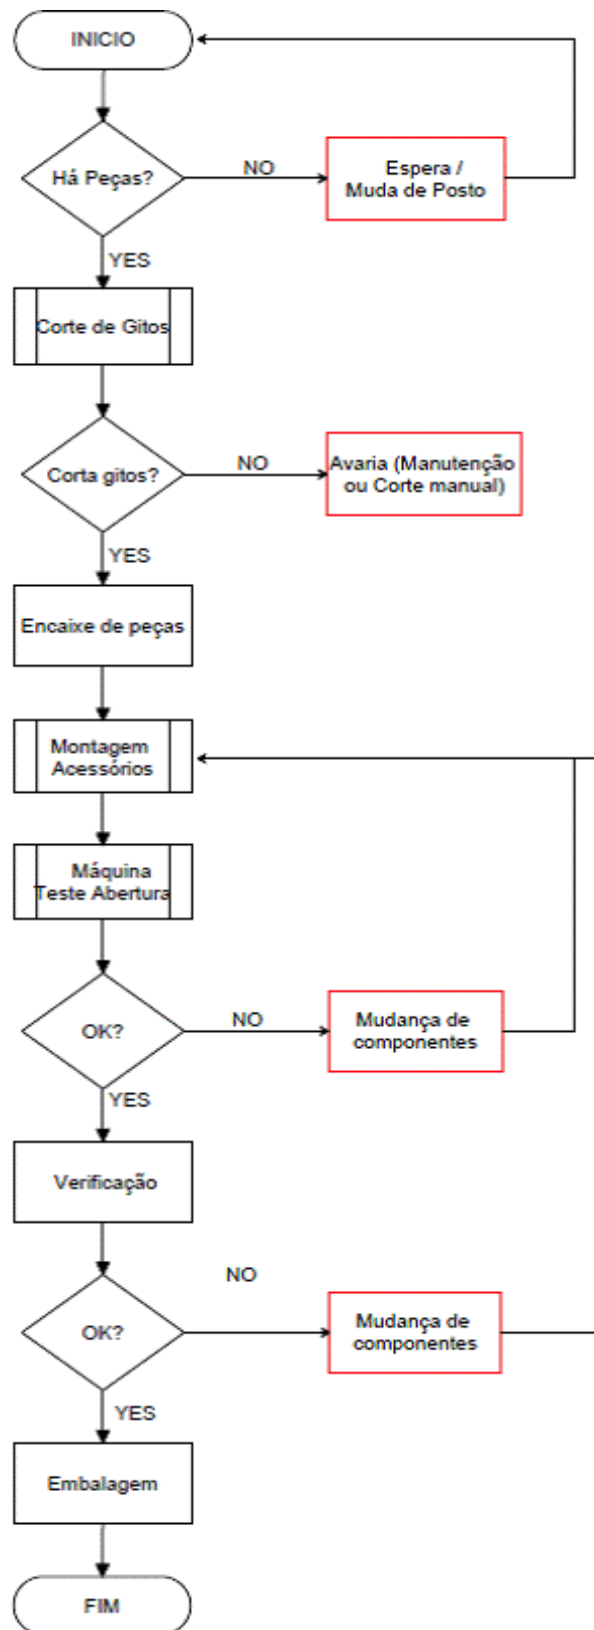 INICIO
Há Peças?
NO
Espera /
Muda de Posto
YES
Corte de Gitos
Corta gitos?
NO
Avaria (Manutenção
ou Corte manual)
YES
Encaixe de peças
Montagem
Acessórios
Máquina
Teste Abertura
OK?
NO
Mudança de
componentes
YES
Verificação
NO
OK?
Mudança de
componentes
YES
Embalagem
FIM